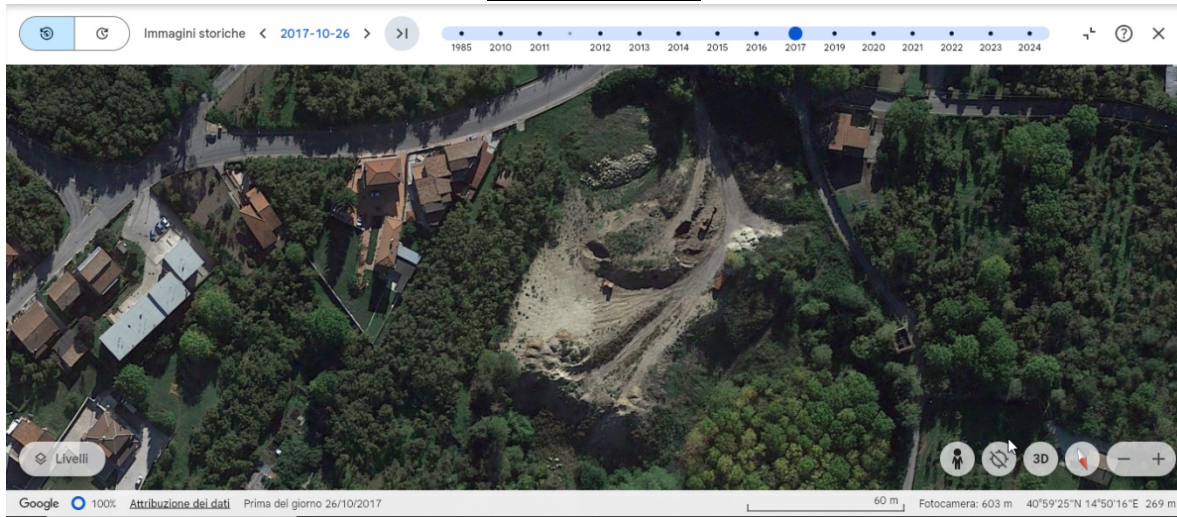 Immagini storiche 2017-10-26
1985 2010 2011 2012 2013 2014 2015 2016 2017 2019 2020 2021 2022 2023 2024
Livelli
3D
Google 100% Attribuzione dei dati Prima del giorno 26/10/2017 60 m Fotocamera: 603 m 40°59'25"N 14°50'16"E 269 m